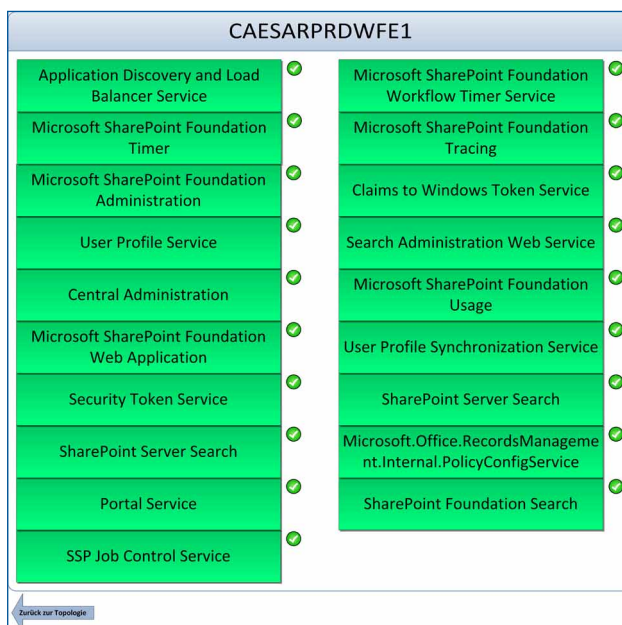 CAESARPRDWFE1
Application Discovery and Load
Balancer Service
Microsoft SharePoint Foundation
Timer
Microsoft SharePoint Foundation
Administration
User Profile Service
Central Administration
Microsoft SharePoint Foundation
Web Application
Security Token Service
SharePoint Server Search
Portal Service
SSP Job Control Service
Microsoft SharePoint Foundation
Workflow Timer Service
Microsoft SharePoint Foundation
Tracing
Claims to Windows Token Service
Search Administration Web Service
Microsoft SharePoint Foundation
Usage
User Profile Synchronization Service
SharePoint Server Search
Microsoft.Office.RecordsManageme
nt.Internal.PolicyConfigService
SharePoint Foundation Search
Zurück zur Topologie